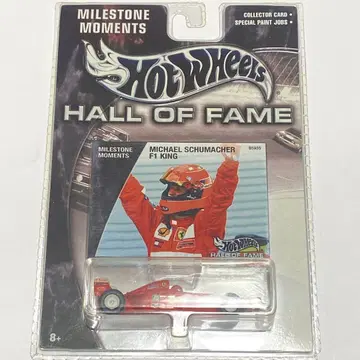 MILESTONE
MOMENTS
COLLECTOR CARD •
SPECIAL PAINT JOBS •
HOT WHEELS
HALL OF FAME
MILESTONE
MOMENTS
MICHAEL SCHUMACHER
F1 KING
HOT WHEELS
HALL OF FAME
8+